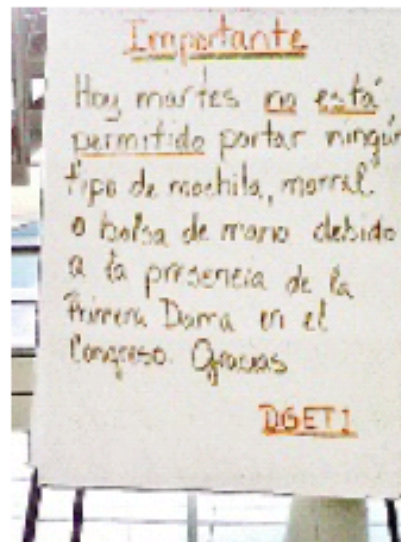 Importante
Hoy martes no está
permitido portar ningún
tipo de mochila, morral
o bolsa de mano debido
a la presencia de la
Primera Dama en el
Congreso. Gracias
DGETI